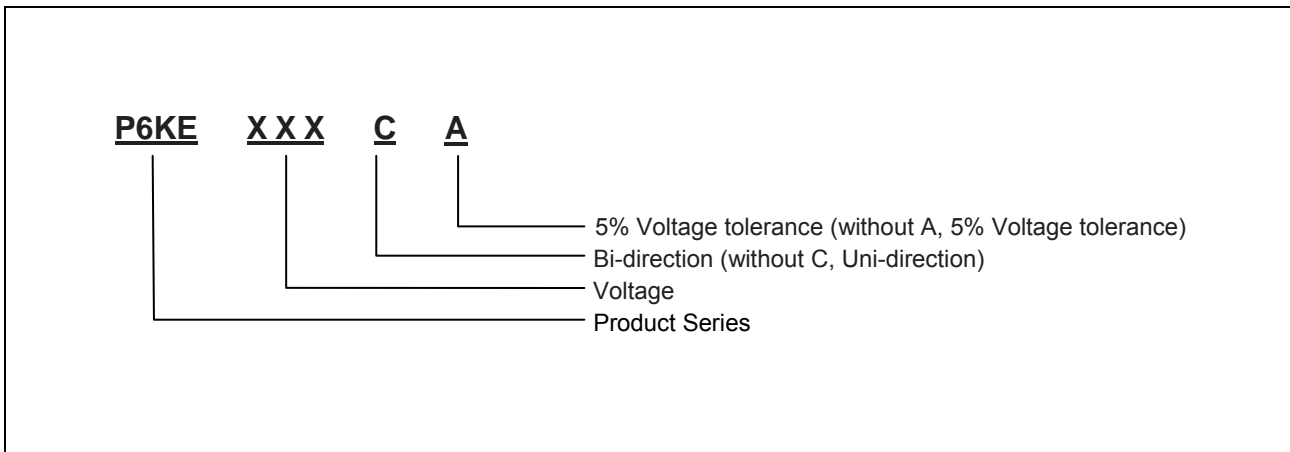 P6KE X X X C A
5% Voltage tolerance (without A, 5% Voltage tolerance)
Bi-direction (without C, Uni-direction)
Voltage
Product Series